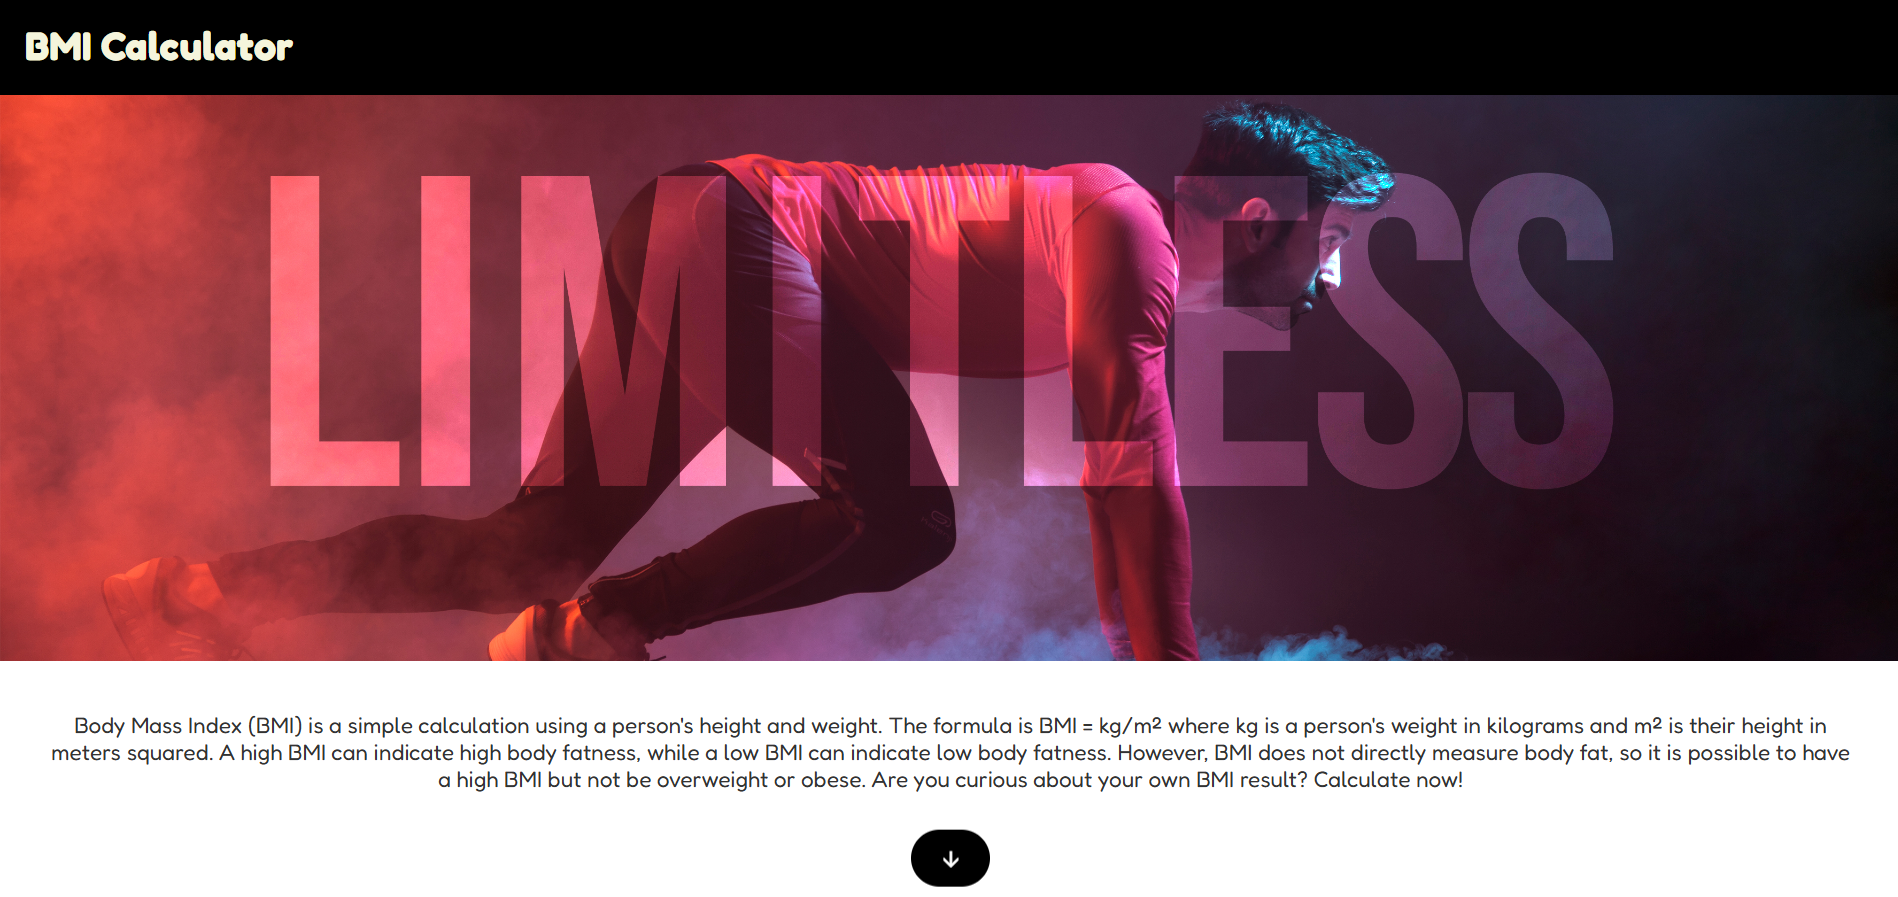 BMI Calculator
LIMITLESS
Body Mass Index (BMI) is a simple calculation using a person's height and weight. The formula is BMI = kg/m² where kg is a person's weight in kilograms and m² is their height in
meters squared. A high BMI can indicate high body fatness, while a low BMI can indicate low body fatness. However, BMI does not directly measure body fat, so it is possible to have
a high BMI but not be overweight or obese. Are you curious about your own BMI result? Calculate now!